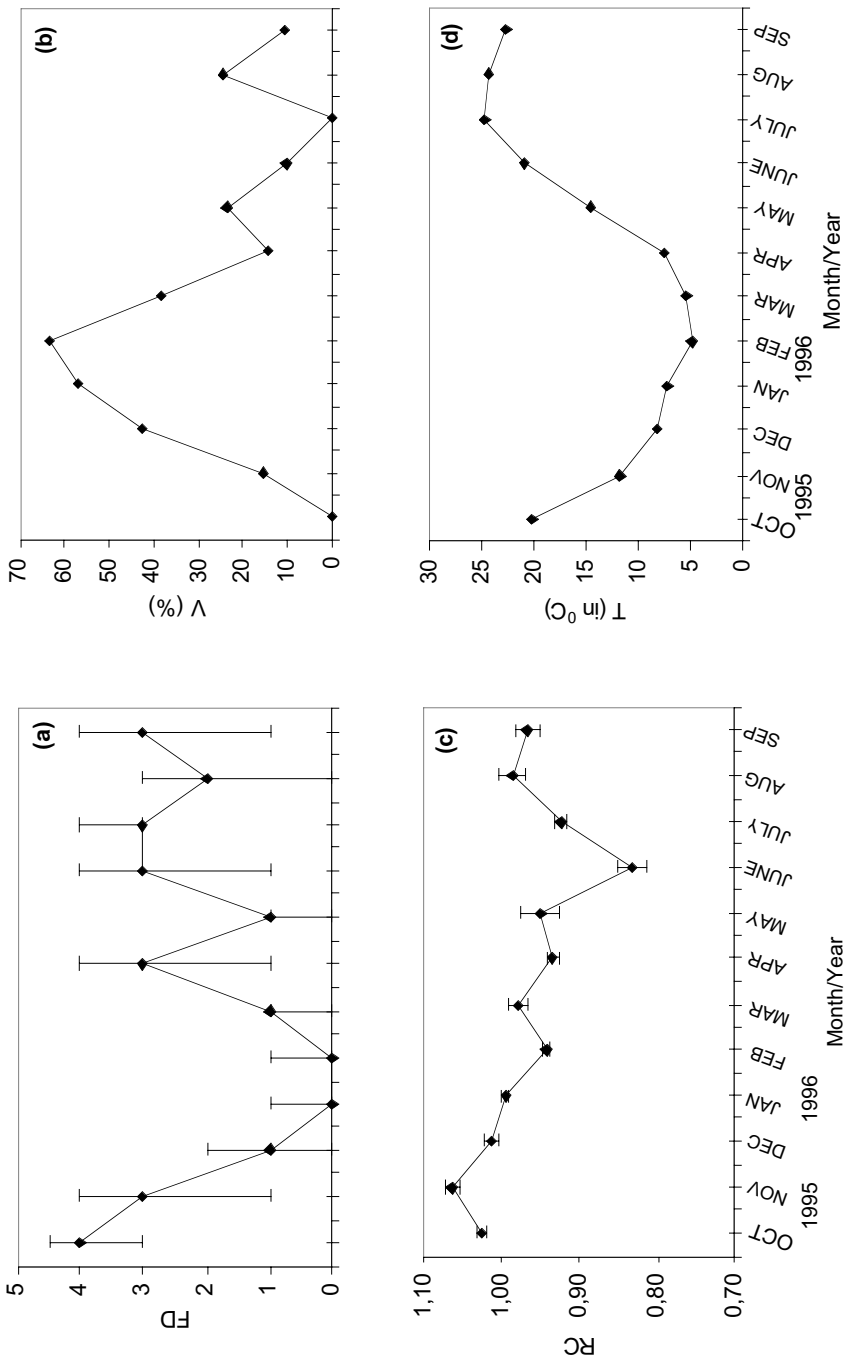 (a)
5
4
3
2
1
0
FD
(b)
70
60
50
40
30
20
10
0
V (%)
(c)
1,10
1,00
0,90
0,80
0,70
RC
OCT
NOV
DEC
JAN
FEB
MAR
APR
MAY
JUNE
JULY
AUG
SEP
1995
1996
Month/Year
(d)
30
25
20
15
10
5
0
T (in ⁰C)
OCT
NOV
DEC
JAN
FEB
MAR
APR
MAY
JUNE
JULY
AUG
SEP
1995
1996
Month/Year